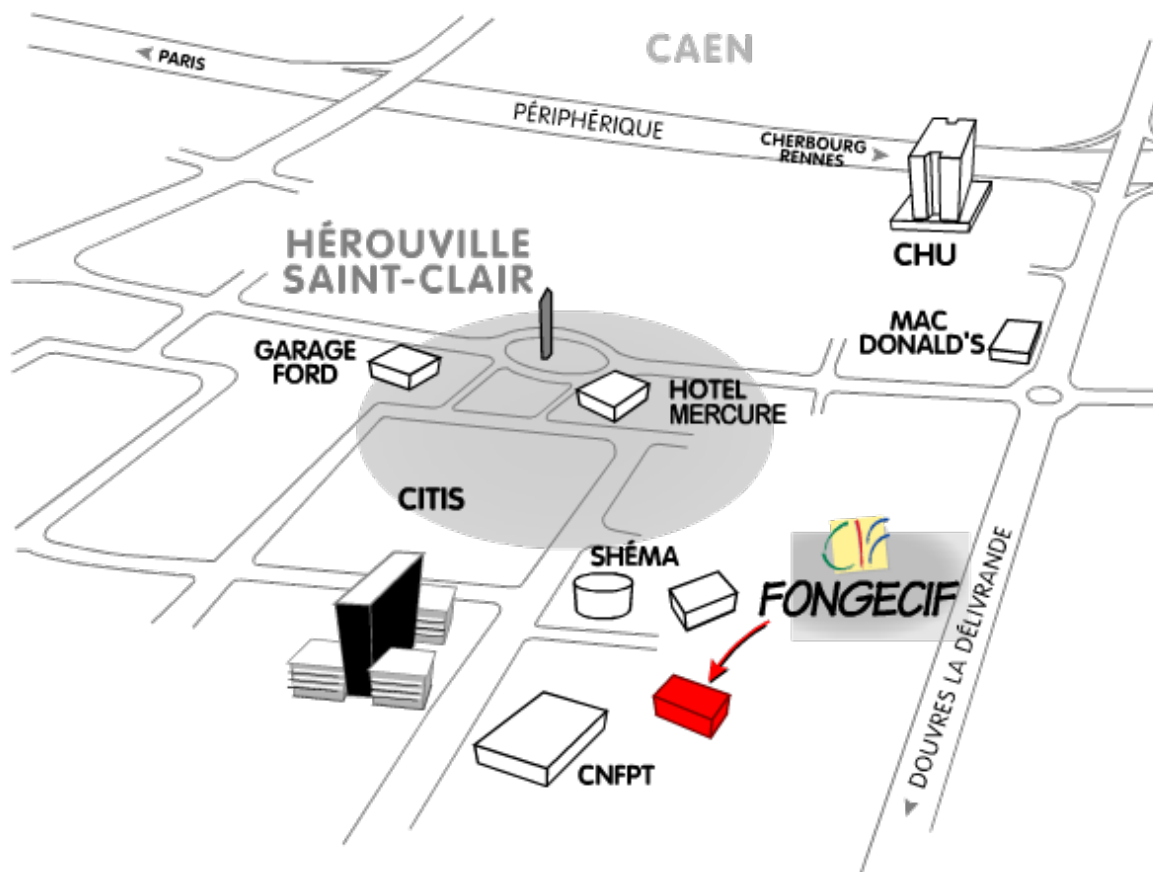 CAEN
PARIS
PÉRIPHÉRIQUE
CHERBOURG
RENNES
CHU
HÉROUVILLE
SAINT-CLAIR
MAC
DONALD'S
GARAGE
FORD
HOTEL
MERCURE
CITIS
SHÉMA
CIF
FONGECIF
DOUVRES LA DÉLIVRANDE
CNFPT